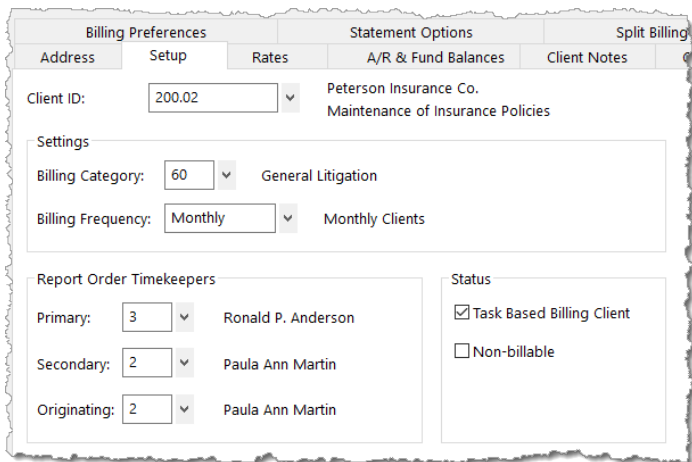 Billing Preferences Statement Options Split Billing
Address Setup Rates A/R & Fund Balances Client Notes
Client ID: 200.02 Peterson Insurance Co.
Maintenance of Insurance Policies
Settings
Billing Category: 60 General Litigation
Billing Frequency: Monthly Monthly Clients
Report Order Timekeepers
Primary: 3 Ronald P. Anderson
Secondary: 2 Paula Ann Martin
Originating: 2 Paula Ann Martin
Status
Task Based Billing Client
Non-billable